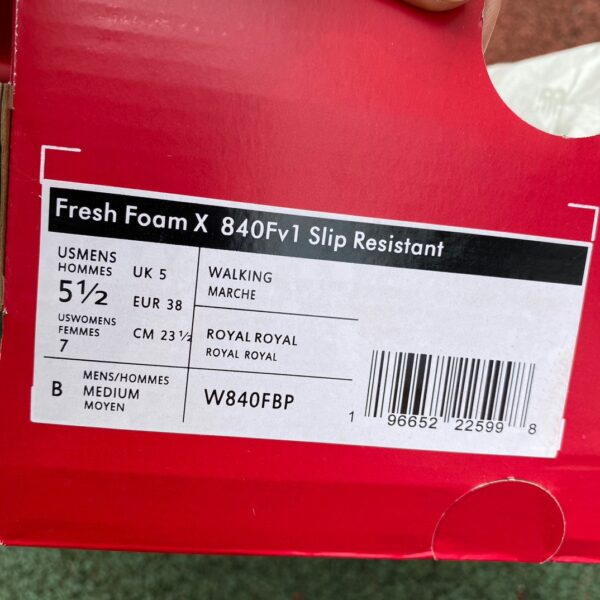 Fresh Foam X 840Fv1 Slip Resistant
USMENS
HOMMES
5½
USWOMENS
FEMMES
7
UK 5
EUR 38
CM 23½
WALKING
MARCHE
ROYAL ROYAL
ROYAL ROYAL
B
MENS/HOMMES
MEDIUM
MOYEN
W840FBP
1 96652 22599 8